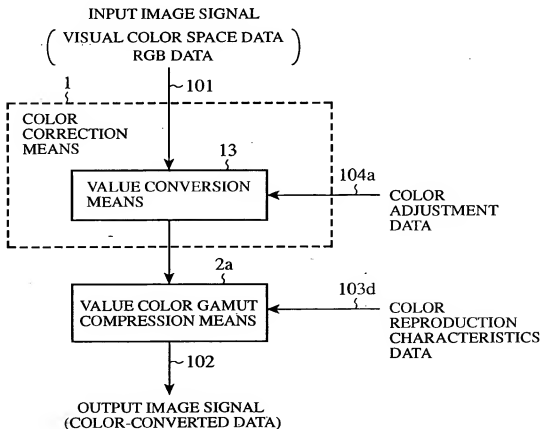 INPUT IMAGE SIGNAL
(VISUAL COLOR SPACE DATA
RGB DATA)
101
1
COLOR
CORRECTION
MEANS
13
VALUE CONVERSION
MEANS
104a
COLOR
ADJUSTMENT
DATA
2a
VALUE COLOR GAMUT
COMPRESSION MEANS
103d
COLOR
REPRODUCTION
CHARACTERISTICS
DATA
102
OUTPUT IMAGE SIGNAL
(COLOR-CONVERTED DATA)